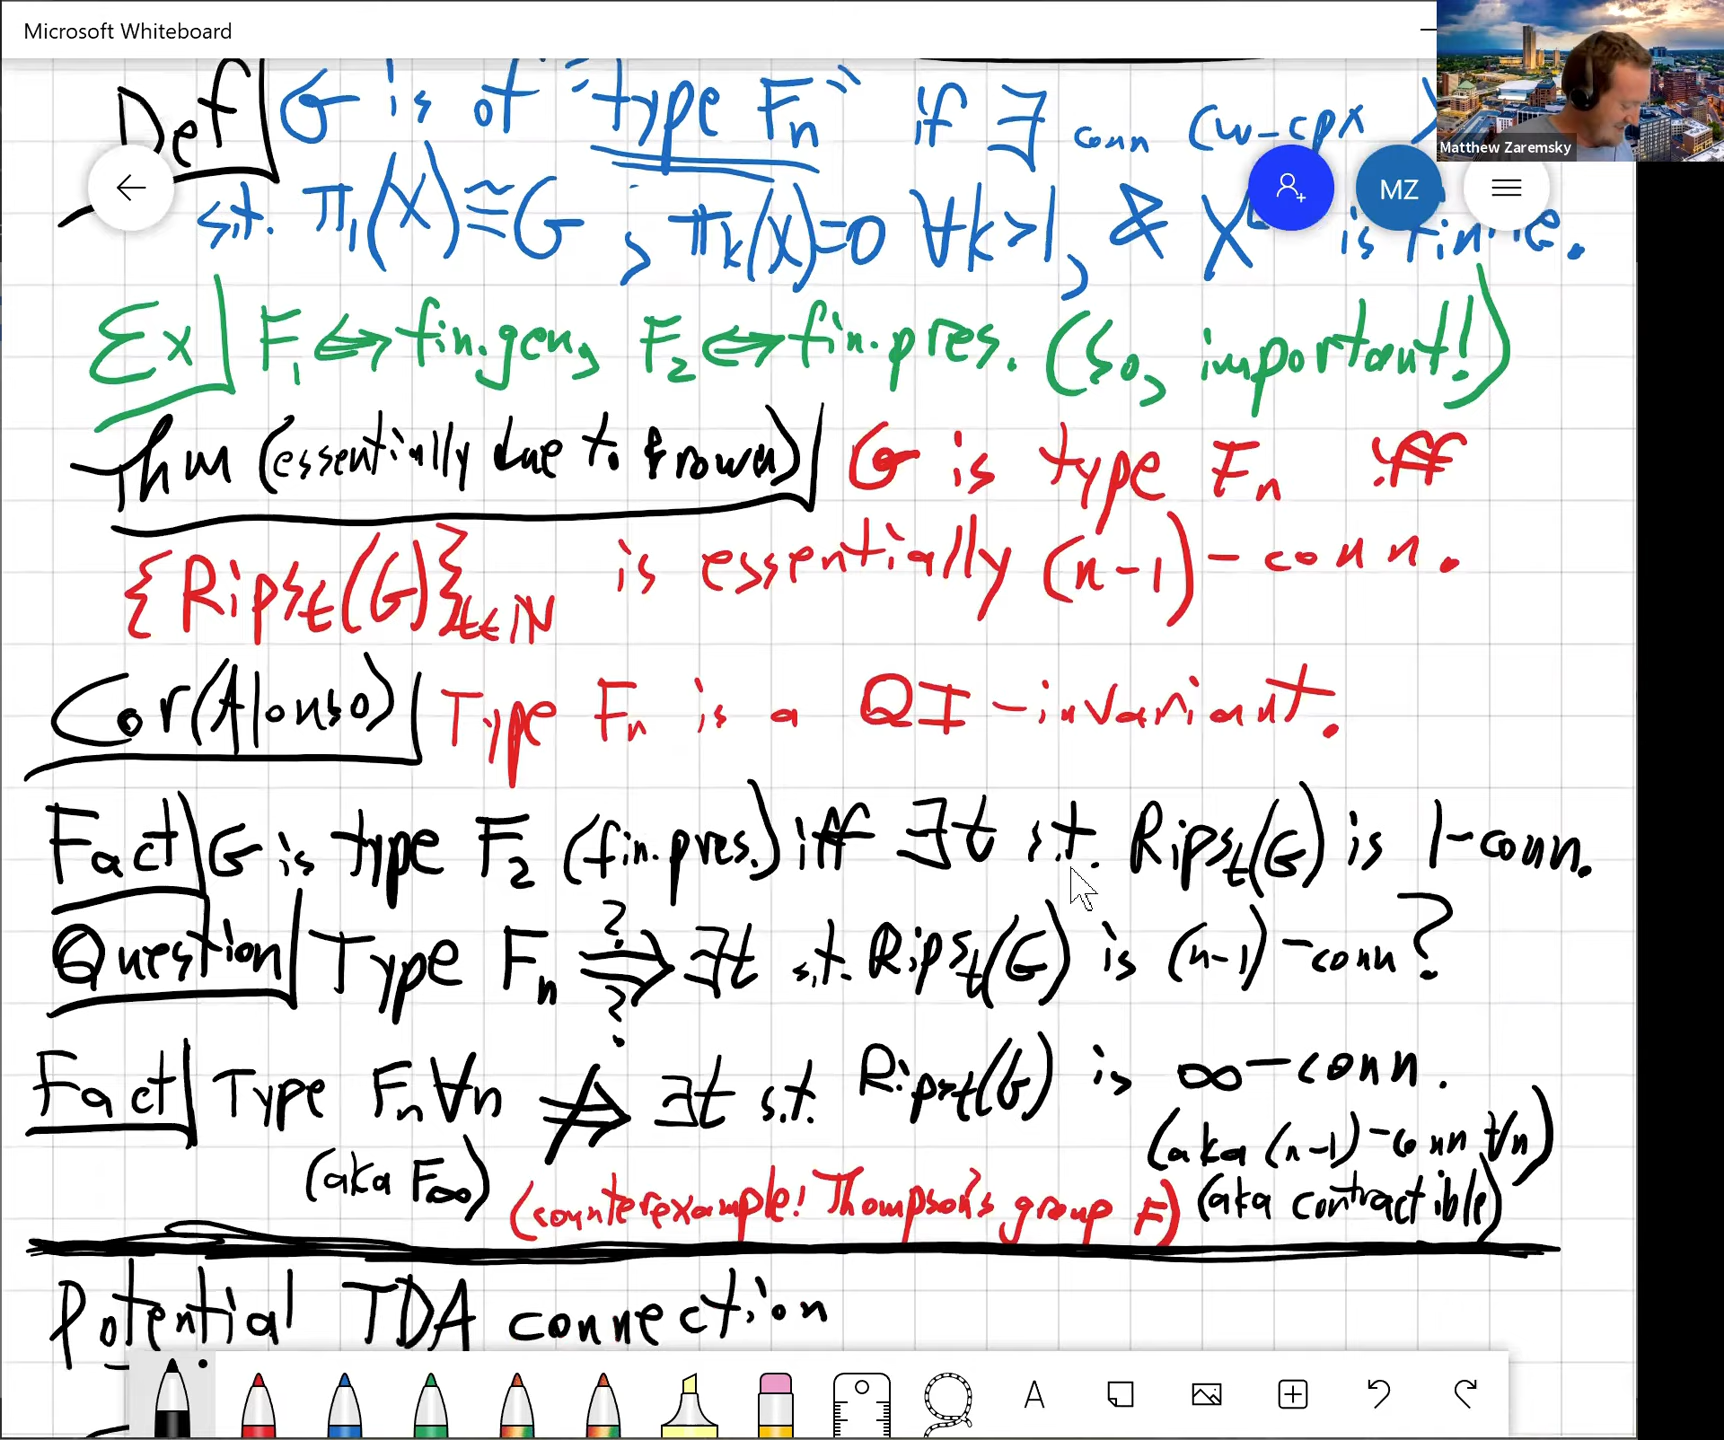 Microsoft Whiteboard
Matthew Zaremsky
MZ
Def G is of "type Fn" if ∃ conn CW-cpx X
s.t. π₁(X)≅G, πₖ(X)=0 ∀k>1, & X is finite.
Ex F₁⟺fin.gen, F₂⟺fin.pres. (so, important!)
Thm (essentially due to Brown) G is type Fn iff
{Ripsₜ(G)}ₜ∈ℕ is essentially (n-1)-conn.
Cor(Alonso) Type Fn is a QI-invariant.
Fact G is type F₂ (fin.pres.) iff ∃t s.t. Ripsₜ(G) is 1-conn.
Question Type Fn ?⟹? ∃t s.t. Ripsₜ(G) is (n-1)-conn?
Fact Type Fn ∀n ⇏ ∃t s.t. Ripsₜ(G) is ∞-conn.
(aka F∞) (aka (n-1)-conn ∀n)
(counterexample! Thompson's group F) (aka contractible)
Potential TDA connection
A